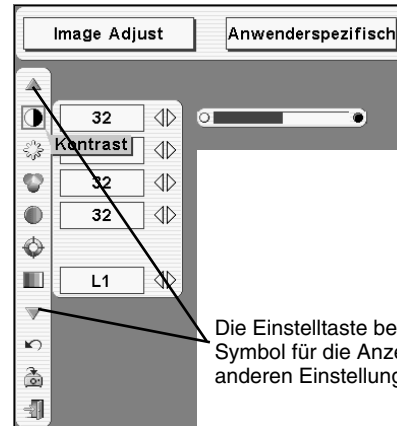 Image Adjust
Anwenderspezifisch
32
Kontrast
32
32
L1
Die Einstelltaste be
Symbol für die Anze
anderen Einstellung